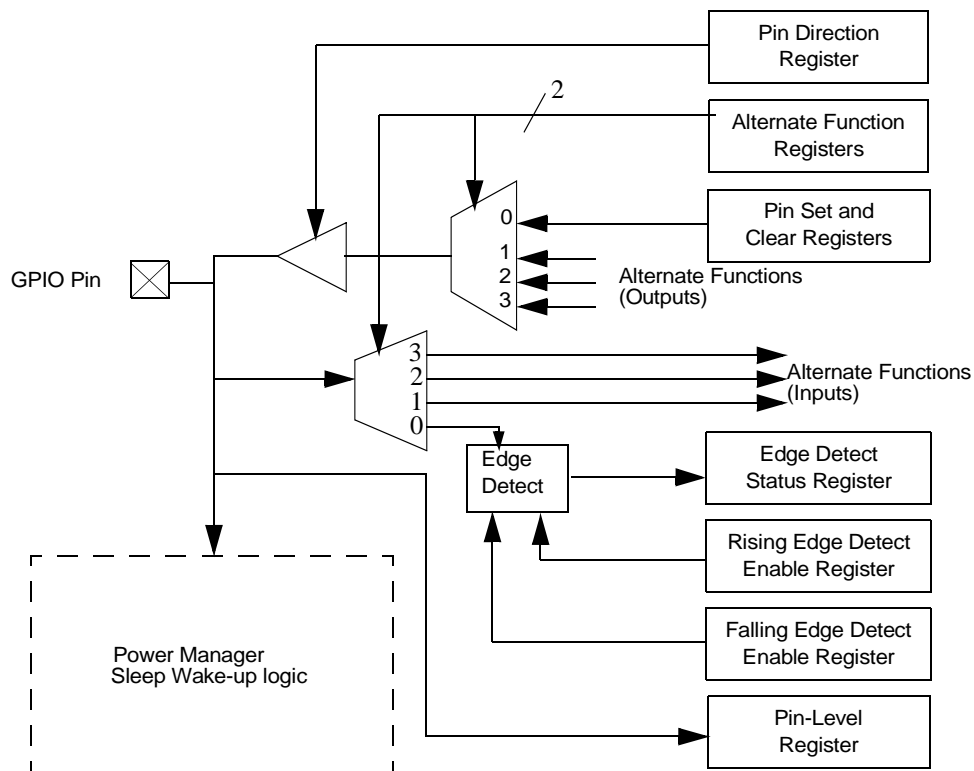 Pin Direction
Register
2
Alternate Function
Registers
0
Pin Set and
Clear Registers
1
2
3
Alternate Functions
(Outputs)
GPIO Pin
3
2
1
0
Alternate Functions
(Inputs)
Edge
Detect
Edge Detect
Status Register
Rising Edge Detect
Enable Register
Falling Edge Detect
Enable Register
Power Manager
Sleep Wake-up logic
Pin-Level
Register